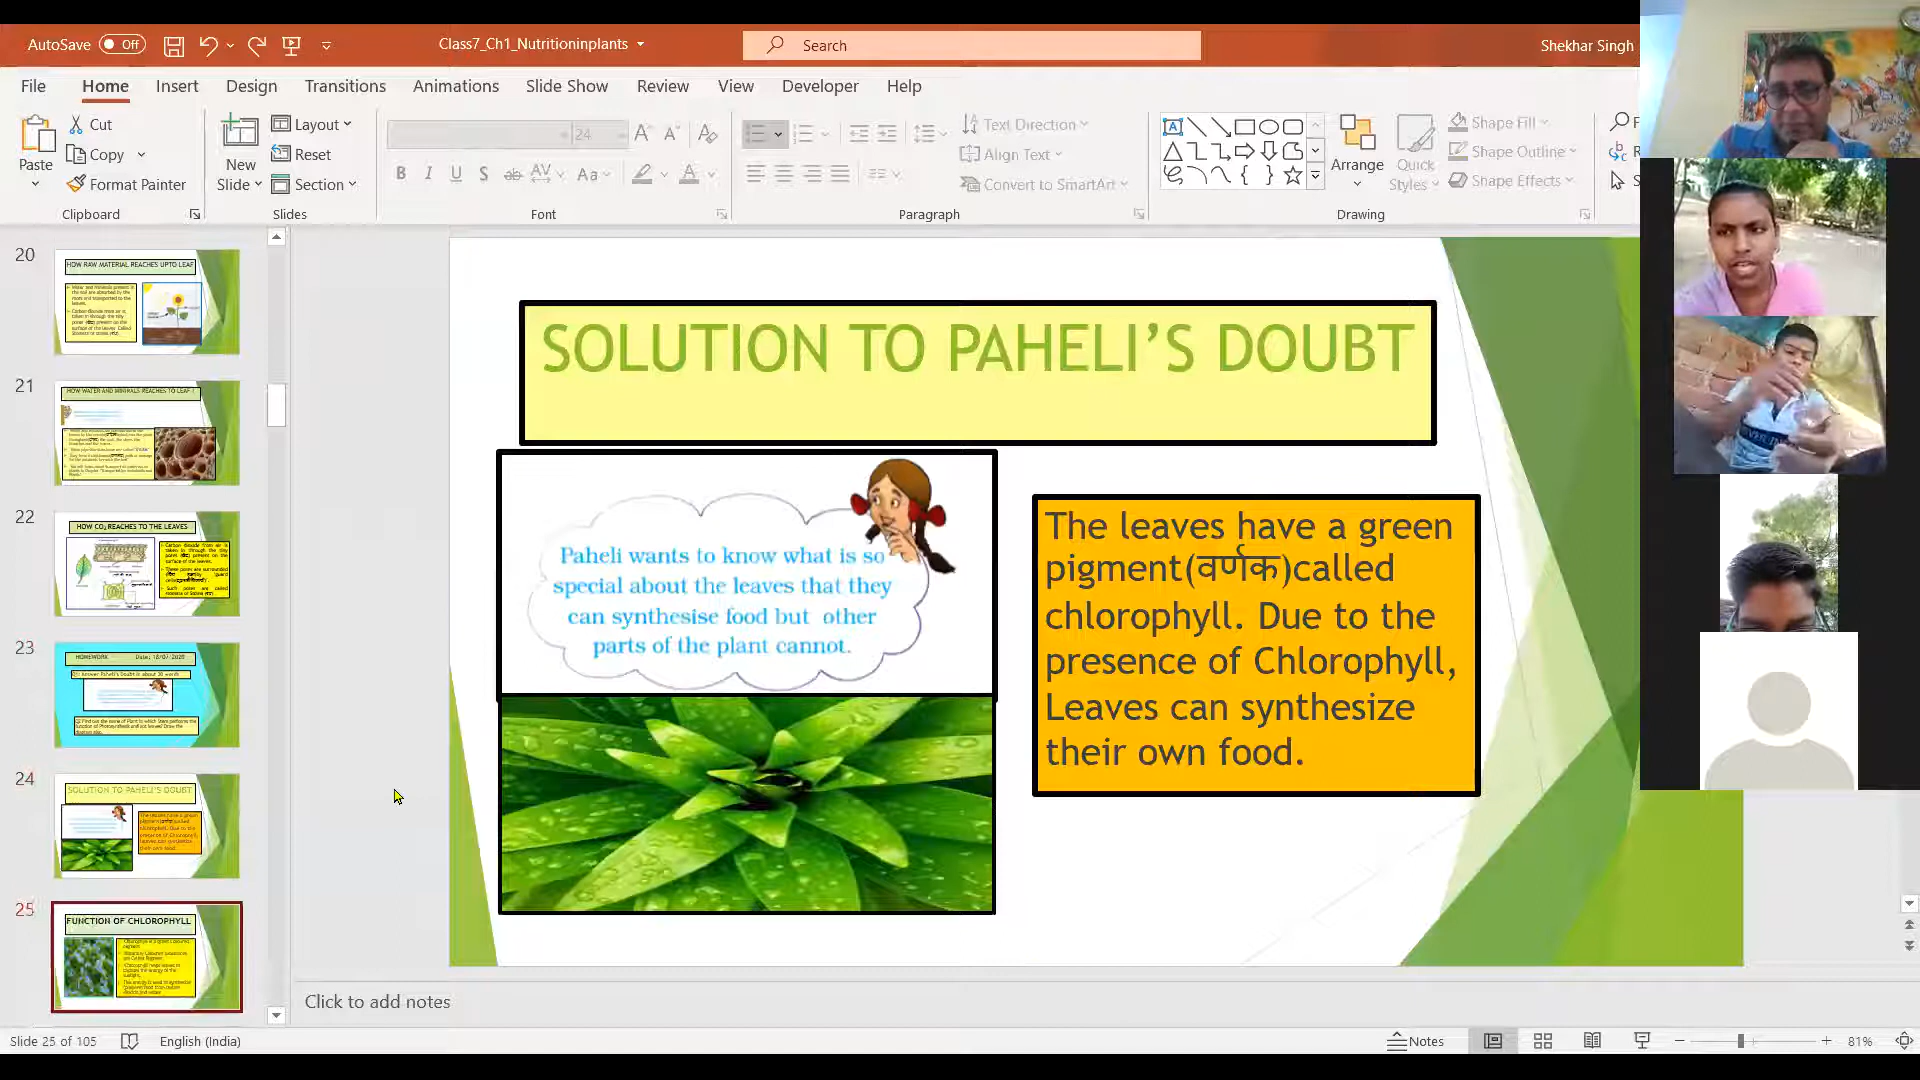 AutoSave Off
Class7_Ch1_Nutritioninplants
Search
Shekhar Singh
File Home Insert Design Transitions Animations Slide Show Review View Developer Help
Paste
Cut
Copy
Format Painter
Clipboard
New Slide
Layout
Reset
Section
Slides
24
Font
Text Direction
Align Text
Convert to SmartArt
Paragraph
Arrange
Quick Styles
Shape Fill
Shape Outline
Shape Effects
Drawing
20
HOW RAW MATERIAL REACHES UPTO LEAF
21
HOW WATER AND MINIRALS REACHES TO LEAF ?
22
HOW CO2 REACHES TO THE LEAVES
23
HOMEWORK
24
SOLUTION TO PAHELI'S DOUBT
25
FUNCTION OF CHLOROPHYLL
SOLUTION TO PAHELI’S DOUBT
Paheli wants to know what is so
special about the leaves that they
can synthesise food but other
parts of the plant cannot.
The leaves have a green
pigment(वर्णक)called
chlorophyll. Due to the
presence of Chlorophyll,
Leaves can synthesize
their own food.
Click to add notes
Slide 25 of 105
English (India)
Notes
81%